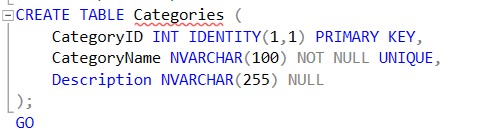 CREATE TABLE Categories (
    CategoryID INT IDENTITY(1,1) PRIMARY KEY,
    CategoryName NVARCHAR(100) NOT NULL UNIQUE,
    Description NVARCHAR(255) NULL
);
GO